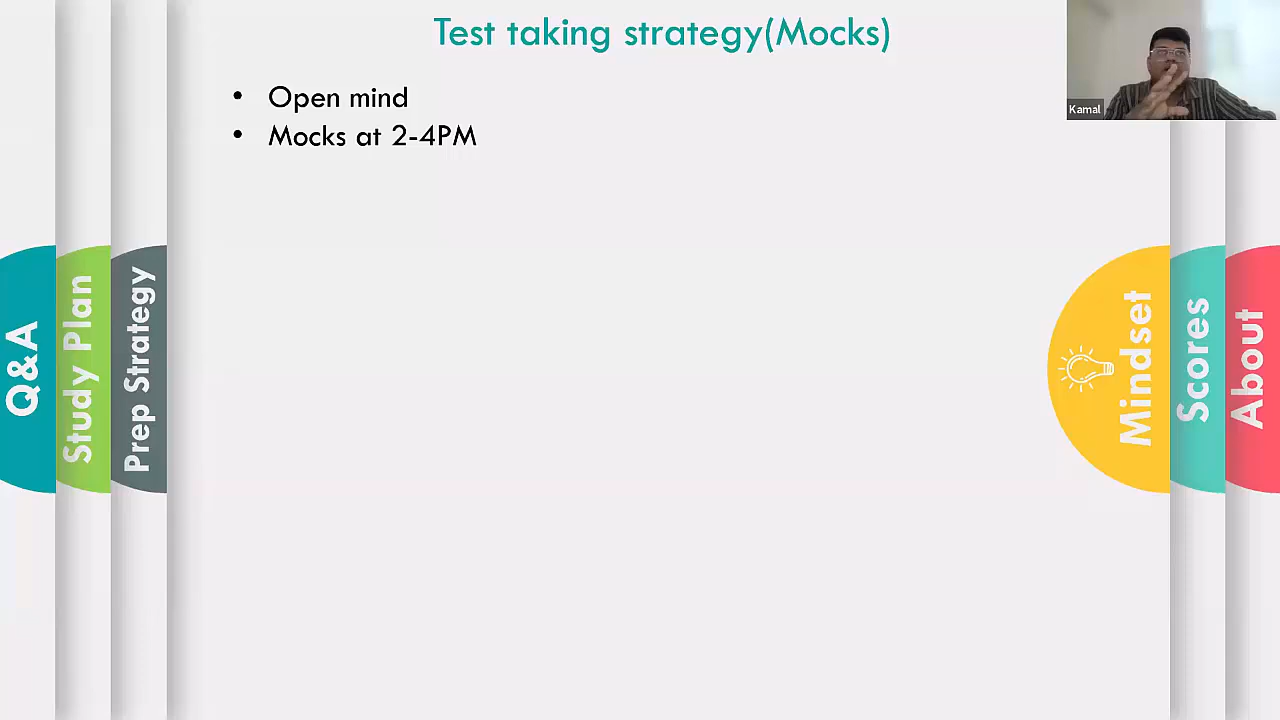 Test taking strategy(Mocks)
• Open mind
• Mocks at 2-4PM
Kamal
Q&A
Study Plan
Prep Strategy
Mindset
Scores
About